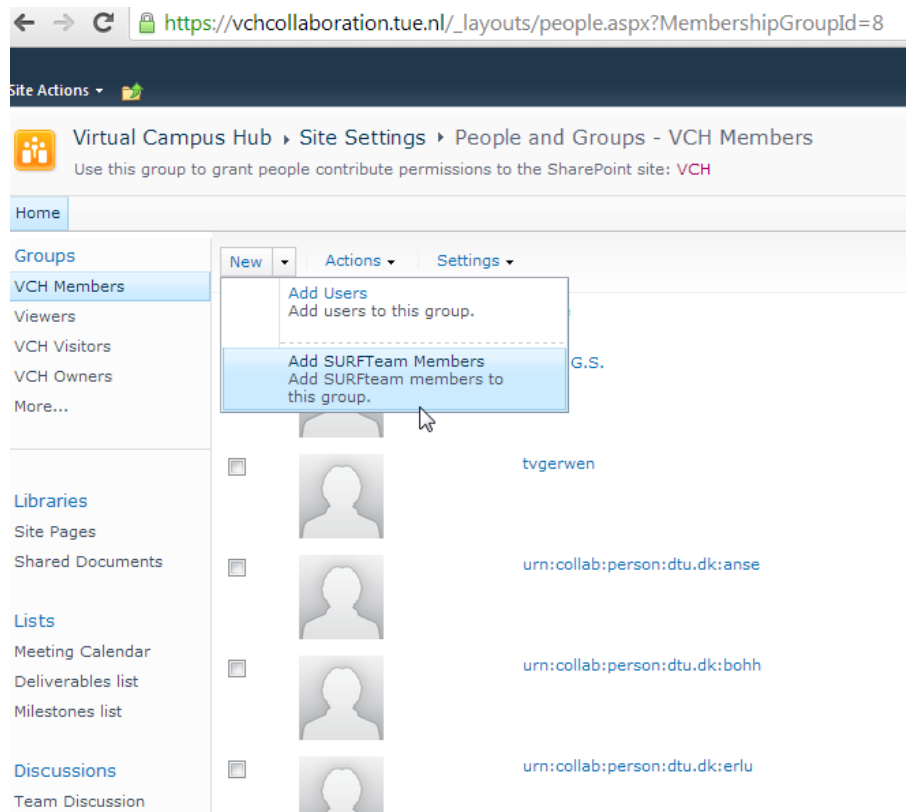 https://vchcollaboration.tue.nl/_layouts/people.aspx?MembershipGroupId=8
Site Actions
Virtual Campus Hub ▸ Site Settings ▸ People and Groups - VCH Members
Use this group to grant people contribute permissions to the SharePoint site: VCH
Home
Groups
VCH Members
Viewers
VCH Visitors
VCH Owners
More...
Libraries
Site Pages
Shared Documents
Lists
Meeting Calendar
Deliverables list
Milestones list
Discussions
Team Discussion
New
Actions
Settings
Add Users
Add users to this group.
Add SURFTeam Members
Add SURFteam members to
this group.
G.S.
tvgerwen
urn:collab:person:dtu.dk:anse
urn:collab:person:dtu.dk:bohh
urn:collab:person:dtu.dk:erlu